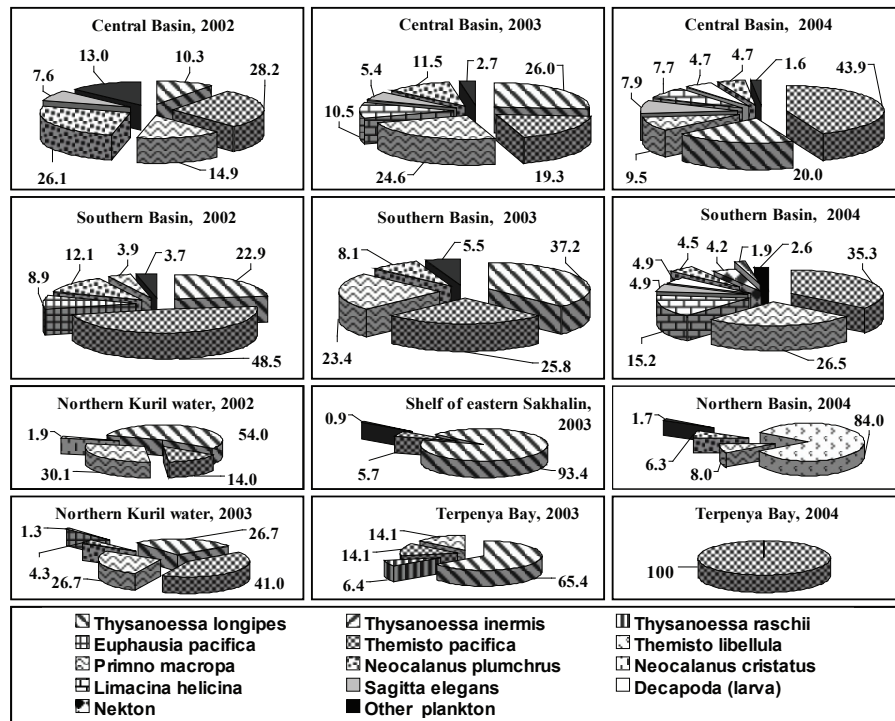 Central Basin, 2002
13.0
10.3
7.6
28.2
26.1
14.9
Central Basin, 2003
11.5
2.7
5.4
26.0
10.5
24.6
19.3
Central Basin, 2004
4.7
4.7
7.7
1.6
43.9
7.9
9.5
20.0
Southern Basin, 2002
3.9
12.1
3.7
22.9
8.9
48.5
Southern Basin, 2003
8.1
5.5
37.2
23.4
25.8
Southern Basin, 2004
4.5
4.2
1.9
2.6
4.9
35.3
4.9
15.2
26.5
Northern Kuril water, 2002
1.9
54.0
30.1
14.0
Shelf of eastern Sakhalin,
2003
0.9
5.7
93.4
Northern Basin, 2004
1.7
84.0
6.3
8.0
Northern Kuril water, 2003
1.3
26.7
4.3
26.7
41.0
Terpenya Bay, 2003
14.1
14.1
6.4
65.4
Terpenya Bay, 2004
100
Thysanoessa longipes
Thysanoessa inermis
Thysanoessa raschii
Euphausia pacifica
Themisto pacifica
Themisto libellula
Primno macropa
Neocalanus plumchrus
Neocalanus cristatus
Limacina helicina
Sagitta elegans
Decapoda (larva)
Nekton
Other plankton